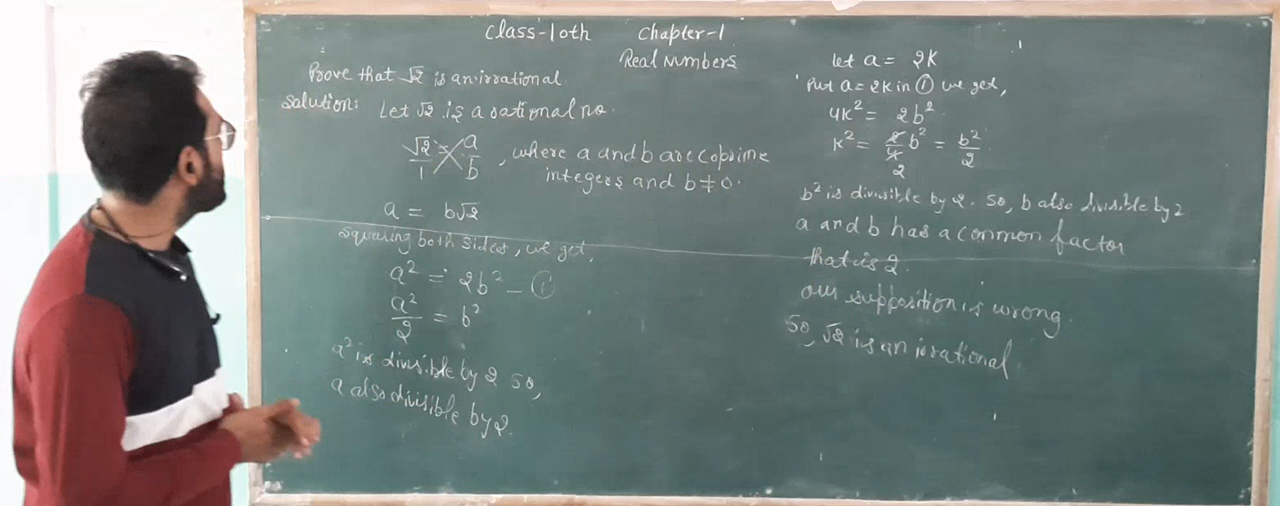 Class-10th Chapter-1
Real Numbers
Prove that √2 is an irrational
Solution: Let √2 is a rational no.
√2/1 = a/b, where a and b are coprime
integers and b ≠ 0.
a = b√2
Squaring both sides, we get,
a² = 2b² — ①
a²/2 = b²
a² is divisible by 2 so,
a also divisible by 2.
Let a = 2K
Put a = 2K in ① we get,
4K² = 2b²
K² = 2/4 b² = b²/2
2
b² is divisible by 2. So, b also divisible by 2
a and b has a common factor
that is 2.
our supposition is wrong.
So, √2 is an irrational